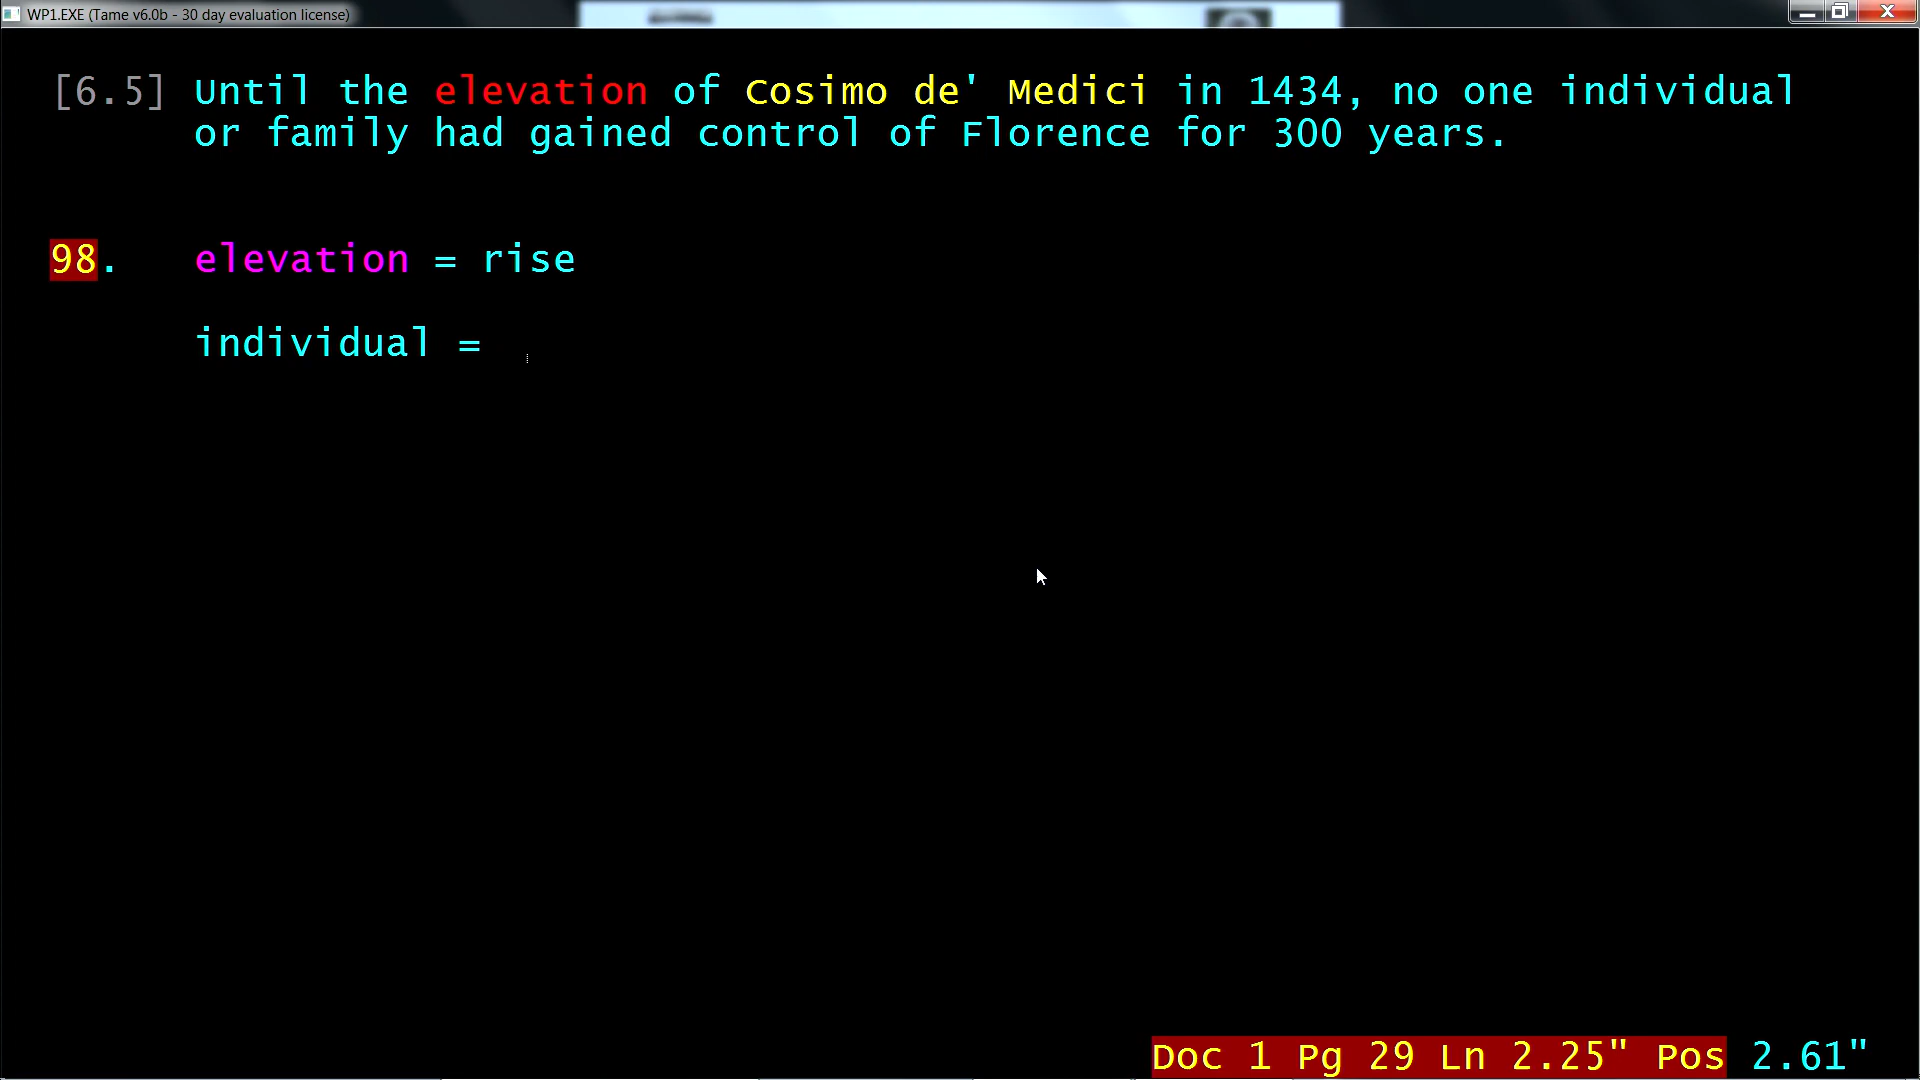 WP1.EXE (Tame v6.0b - 30 day evaluation license)
[6.5] Until the elevation of Cosimo de' Medici in 1434, no one individual
or family had gained control of Florence for 300 years.
98. elevation = rise
individual =
Doc 1 Pg 29 Ln 2.25" Pos 2.61"